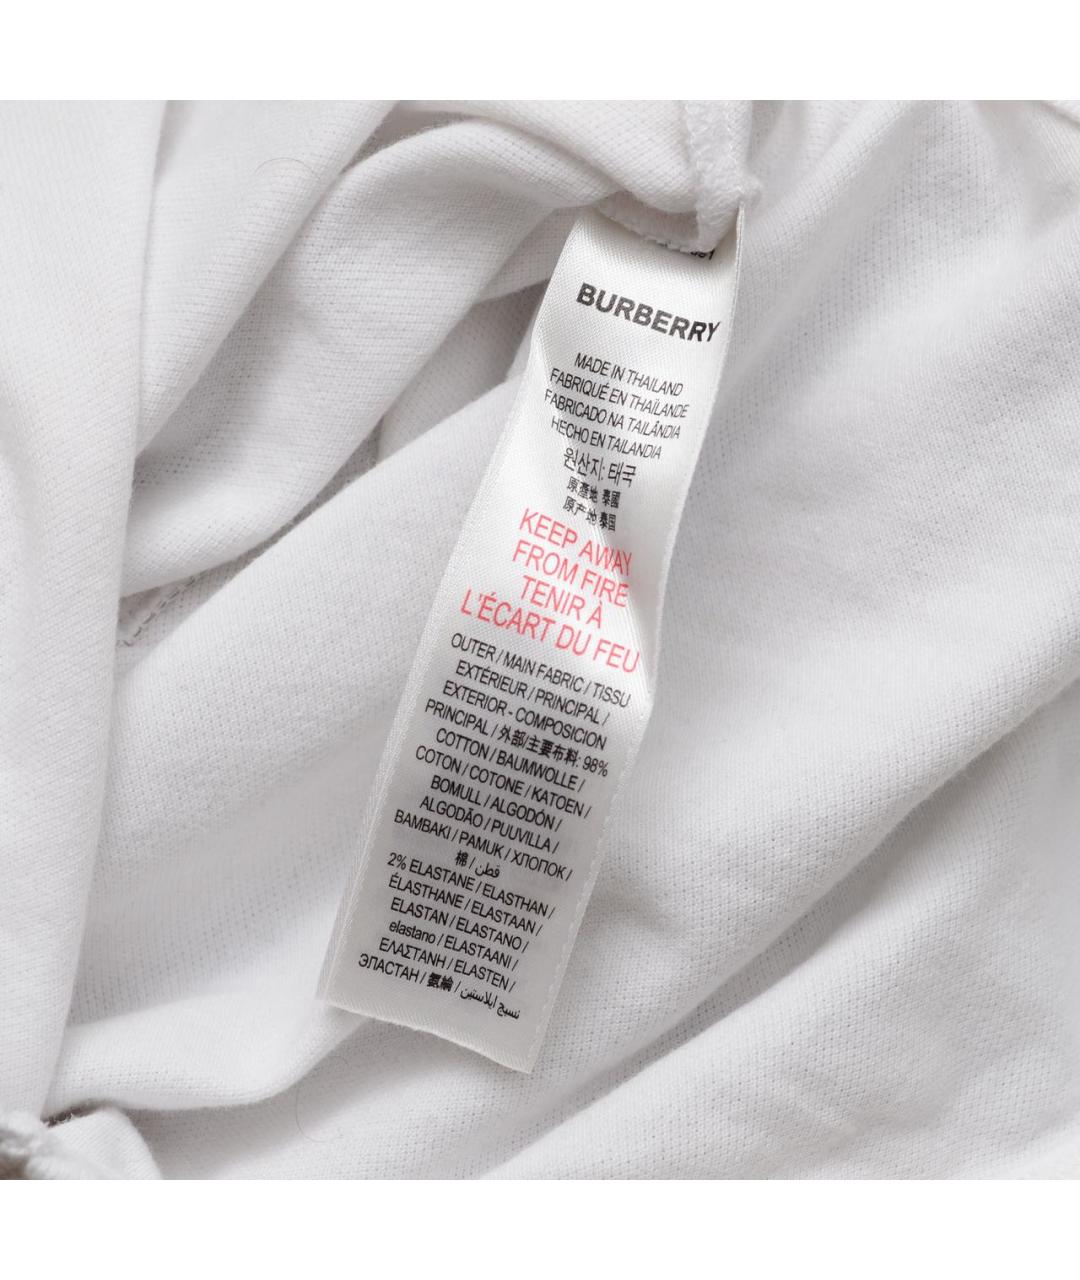 BURBERRY
MADE IN THAILAND
FABRIQUÉ EN THAÏLANDE
FABRICADO NA TAILÂNDIA
HECHO EN TAILANDIA
원산지: 태국
原產地: 泰國
原产地: 泰国
KEEP AWAY
FROM FIRE
TENIR À
L'ÉCART DU FEU
OUTER / MAIN FABRIC / TISSU
EXTÉRIEUR / PRINCIPAL /
EXTERIOR - COMPOSICION
PRINCIPAL / 外部/主要布料: 98%
COTTON / BAUMWOLLE /
COTON / COTONE / KATOEN /
BOMULL / ALGODÓN /
ALGODÃO / PUUVILLA /
BAMBAKI / PAMUK / ХЛОПОК /
棉 / قطن /
2% ELASTANE / ELASTHAN /
ÉLASTHANE / ELASTAAN /
ELASTAN / ELASTANO /
elastano / ELASTAANI /
ΕΛΑΣΤΑΝΗ / ELASTEN /
ЭЛАСТАН / 氨綸 / نسيج ايلاستين